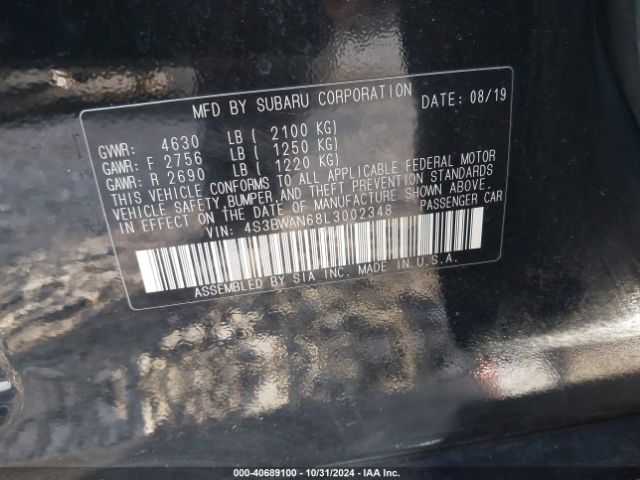 MFD BY SUBARU CORPORATION DATE: 08/19
GVWR: 4630 LB ( 2100 KG)
GAWR: F 2756 LB ( 1250 KG)
GAWR: R 2690 LB ( 1220 KG)
THIS VEHICLE CONFORMS TO ALL APPLICABLE FEDERAL MOTOR
VEHICLE SAFETY, BUMPER, AND THEFT PREVENTION STANDARDS
IN EFFECT ON THE DATE OF MANUFACTURE SHOWN ABOVE.
VIN: 4S3BWAN68L3002348 PASSENGER CAR
ASSEMBLED BY SIA INC. MADE IN U.S.A.
000-40689100 - 10/31/2024 - IAA Inc.